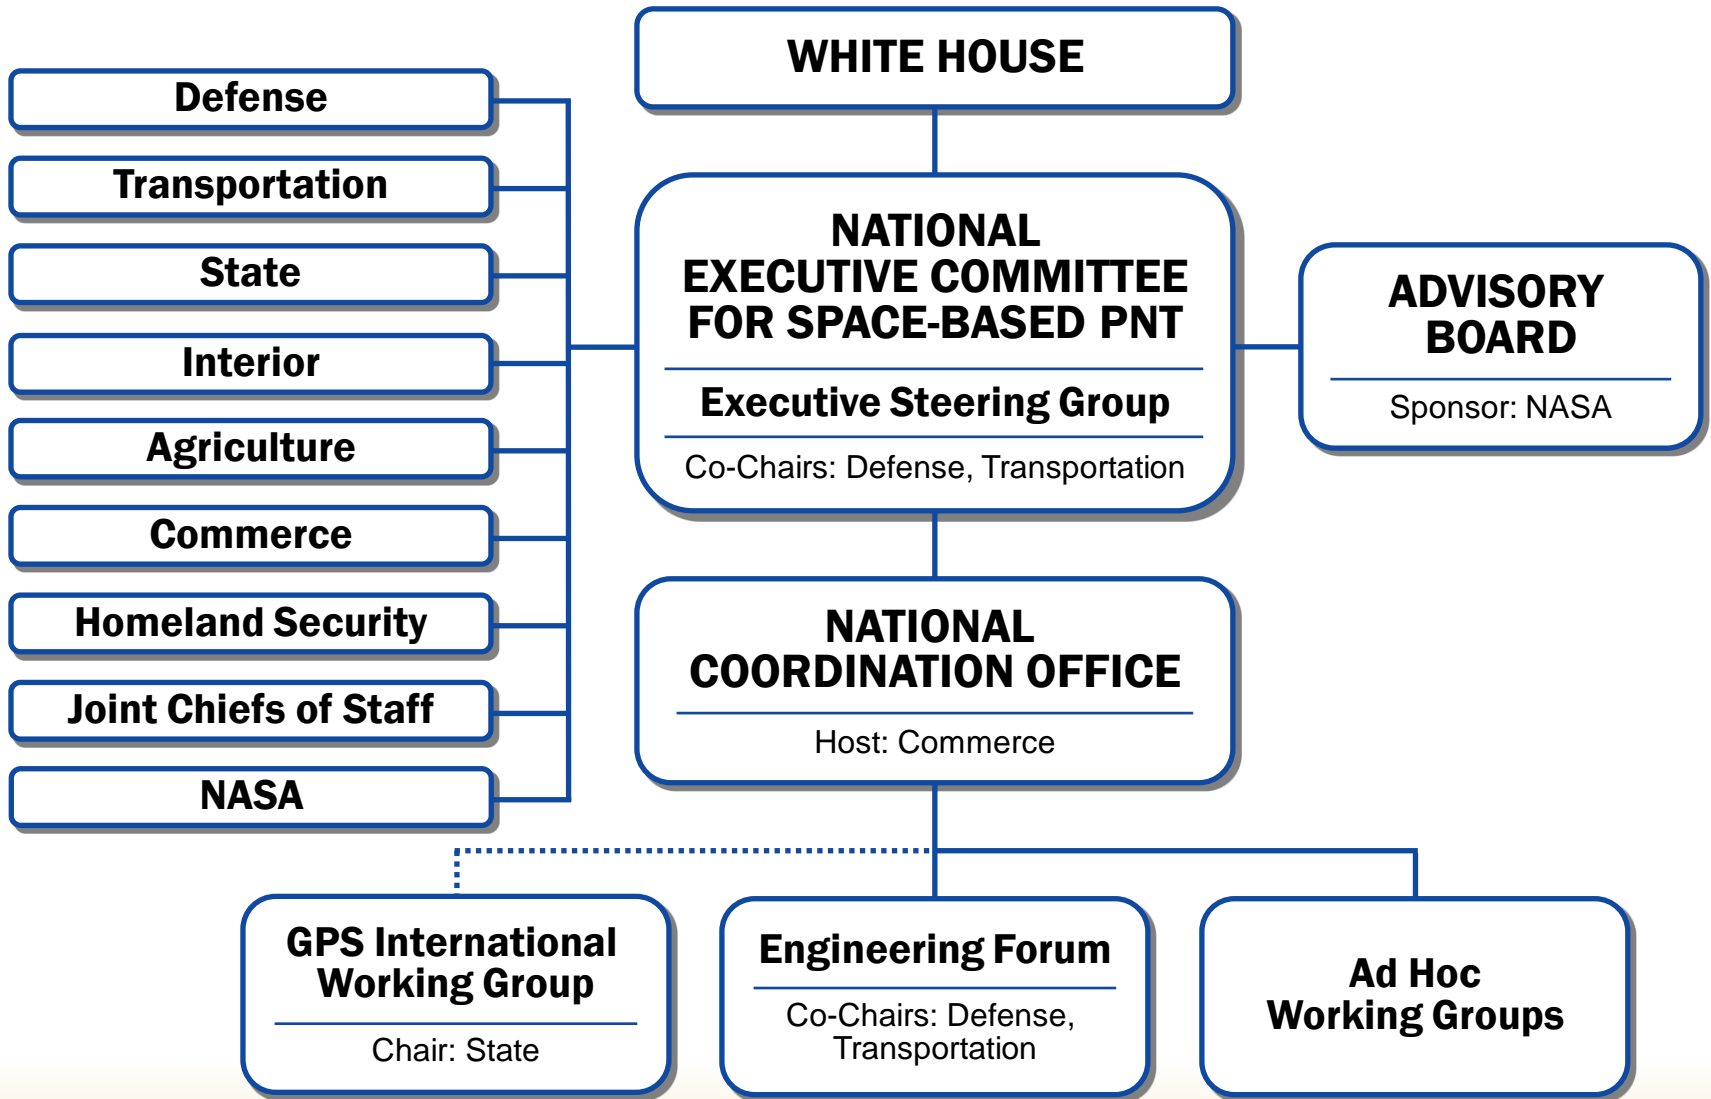 WHITE HOUSE
Defense
Transportation
State
Interior
Agriculture
Commerce
Homeland Security
Joint Chiefs of Staff
NASA
NATIONAL
EXECUTIVE COMMITTEE
FOR SPACE-BASED PNT
Executive Steering Group
Co-Chairs: Defense, Transportation
ADVISORY
BOARD
Sponsor: NASA
NATIONAL
COORDINATION OFFICE
Host: Commerce
GPS International
Working Group
Chair: State
Engineering Forum
Co-Chairs: Defense,
Transportation
Ad Hoc
Working Groups